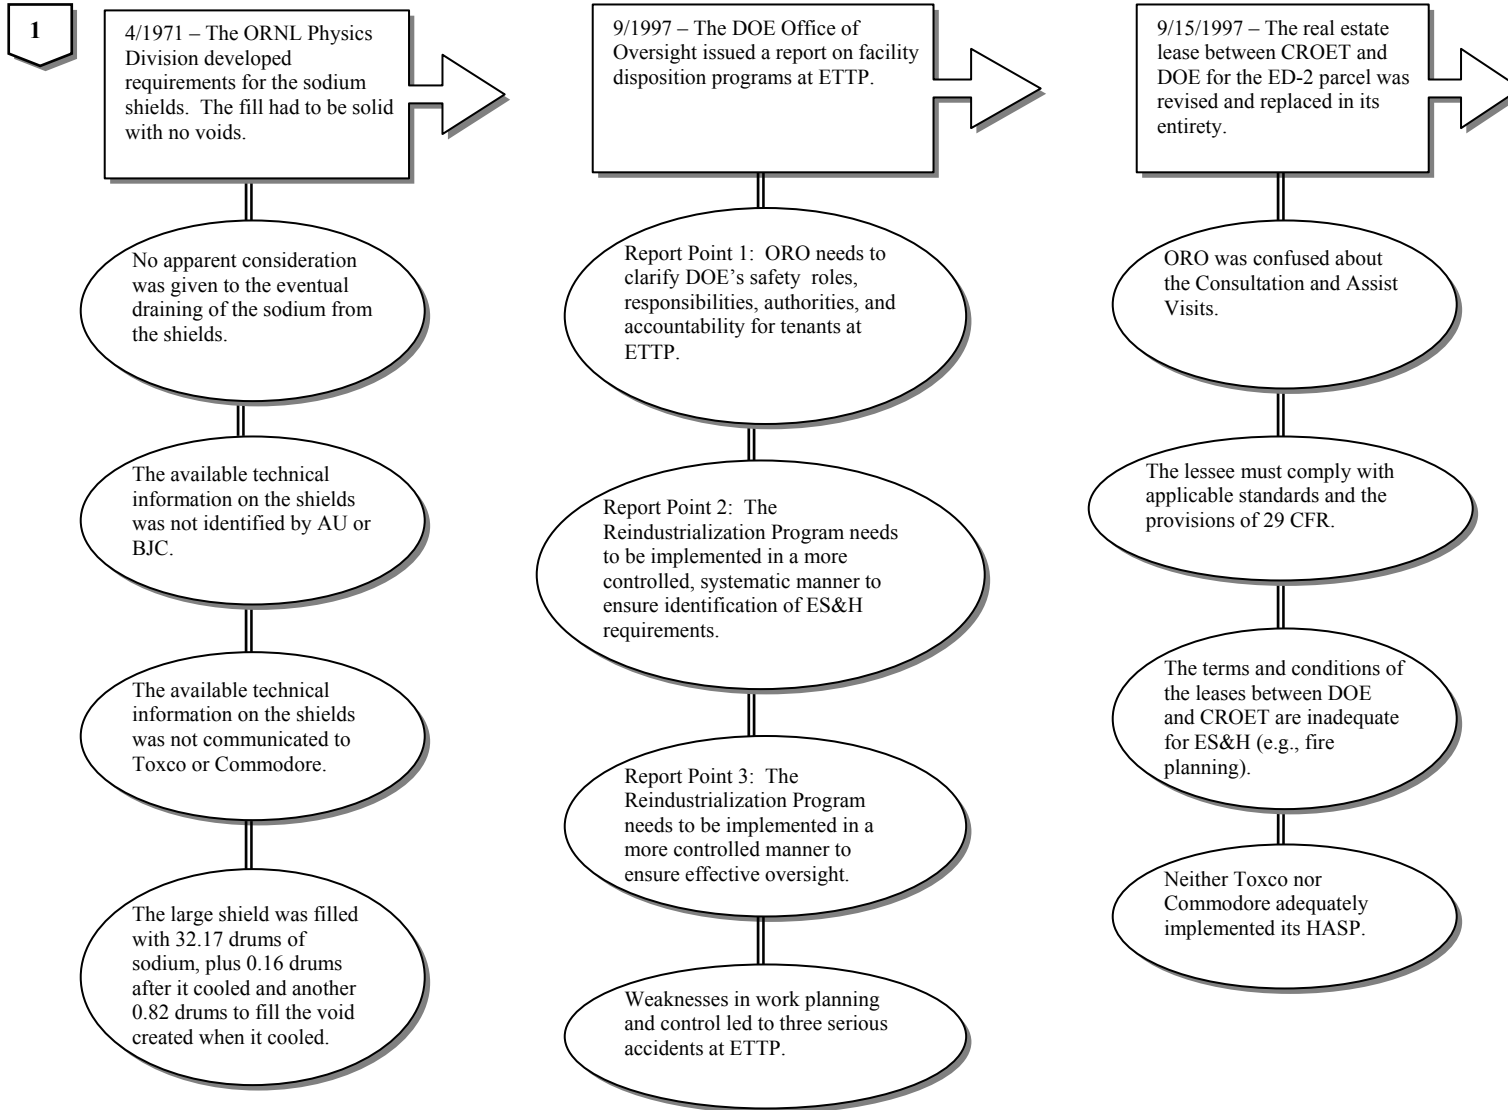 1
4/1971 – The ORNL Physics
Division developed
requirements for the sodium
shields.  The fill had to be solid
with no voids.
No apparent consideration
was given to the eventual
draining of the sodium from
the shields.
The available technical
information on the shields
was not identified by AU or
BJC.
The available technical
information on the shields
was not communicated to
Toxco or Commodore.
The large shield was filled
with 32.17 drums of
sodium, plus 0.16 drums
after it cooled and another
0.82 drums to fill the void
created when it cooled.
9/1997 – The DOE Office of
Oversight issued a report on facility
disposition programs at ETTP.
Report Point 1:  ORO needs to
clarify DOE’s safety  roles,
responsibilities, authorities, and
accountability for tenants at
ETTP.
Report Point 2:  The
Reindustrialization Program needs
to be implemented in a more
controlled, systematic manner to
ensure identification of ES&H
requirements.
Report Point 3:  The
Reindustrialization Program
needs to be implemented in a
more controlled manner to
ensure effective oversight.
Weaknesses in work planning
and control led to three serious
accidents at ETTP.
9/15/1997 – The real estate
lease between CROET and
DOE for the ED-2 parcel was
revised and replaced in its
entirety.
ORO was confused about
the Consultation and Assist
Visits.
The lessee must comply with
applicable standards and the
provisions of 29 CFR.
The terms and conditions of
the leases between DOE
and CROET are inadequate
for ES&H (e.g., fire
planning).
Neither Toxco nor
Commodore adequately
implemented its HASP.